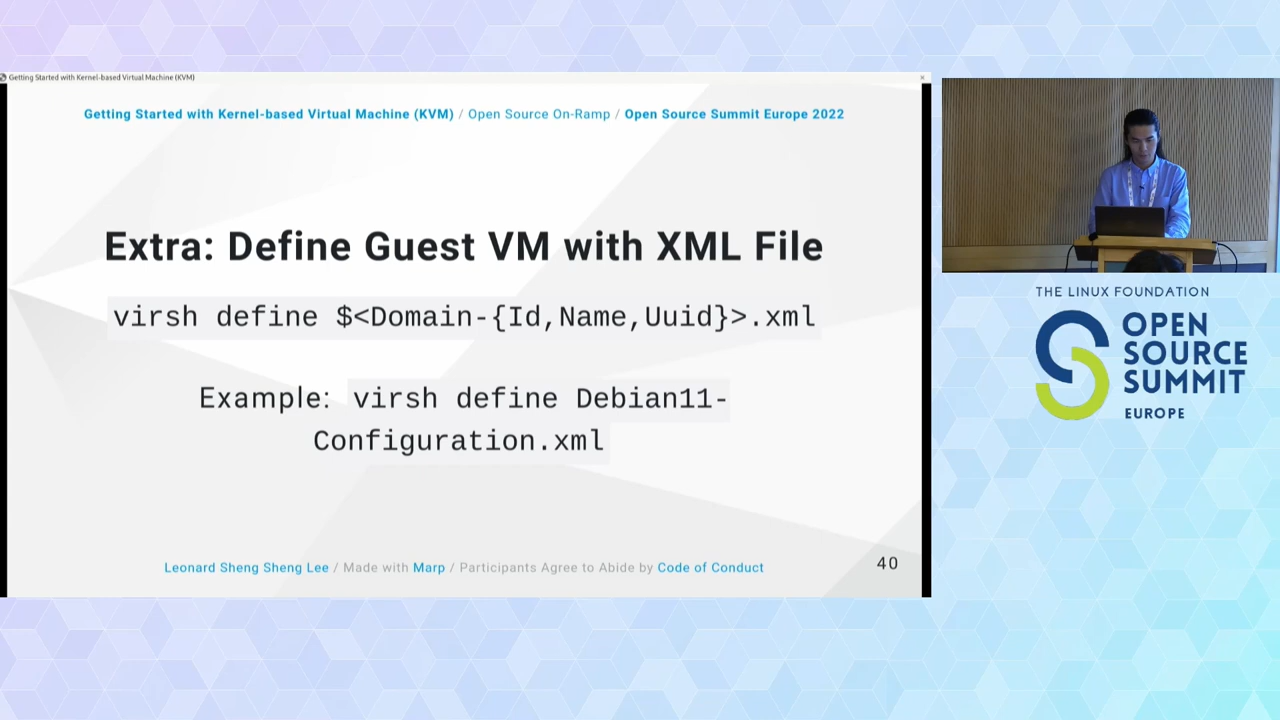 Getting Started with Kernel-based Virtual Machine (KVM)
Getting Started with Kernel-based Virtual Machine (KVM) / Open Source On-Ramp / Open Source Summit Europe 2022
Extra: Define Guest VM with XML File
virsh define $<Domain-{Id,Name,Uuid}>.xml
Example: virsh define Debian11-
Configuration.xml
Leonard Sheng Sheng Lee / Made with Marp / Participants Agree to Abide by Code of Conduct
40
THE LINUX FOUNDATION
OPEN
SOURCE
SUMMIT
EUROPE